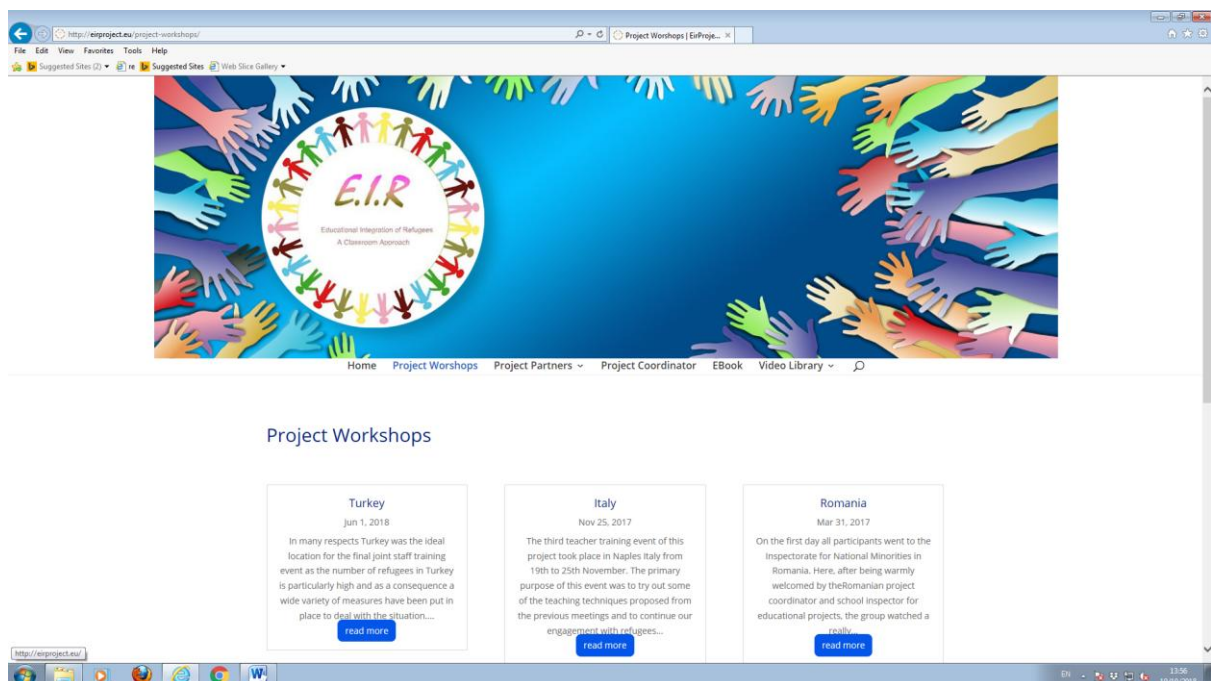 http://eirproject.eu/project-workshops/
Project Worshops | EirProje...
File Edit View Favorites Tools Help
Suggested Sites (2) re Suggested Sites Web Slice Gallery
E.I.R
Educational Integration of Refugees
A Classroom Approach
Home Project Worshops Project Partners Project Coordinator EBook Video Library
Project Workshops
Turkey
Jun 1, 2018
In many respects Turkey was the ideal
location for the final joint staff training
event as the number of refugees in Turkey
is particularly high and as a consequence a
wide variety of measures have been put in
place to deal with the situation....
read more
Italy
Nov 25, 2017
The third teacher training event of this
project took place in Naples Italy from
19th to 25th November. The primary
purpose of this event was to try out some
of the teaching techniques proposed from
the previous meetings and to continue our
engagement with refugees...
read more
Romania
Mar 31, 2017
On the first day all participants went to the
Inspectorate for National Minorities in
Romania. Here, after being warmly
welcomed by theRomanian project
coordinator and school inspector for
educational projects, the group watched a
really...
read more
http://eirproject.eu/
EN
13:56